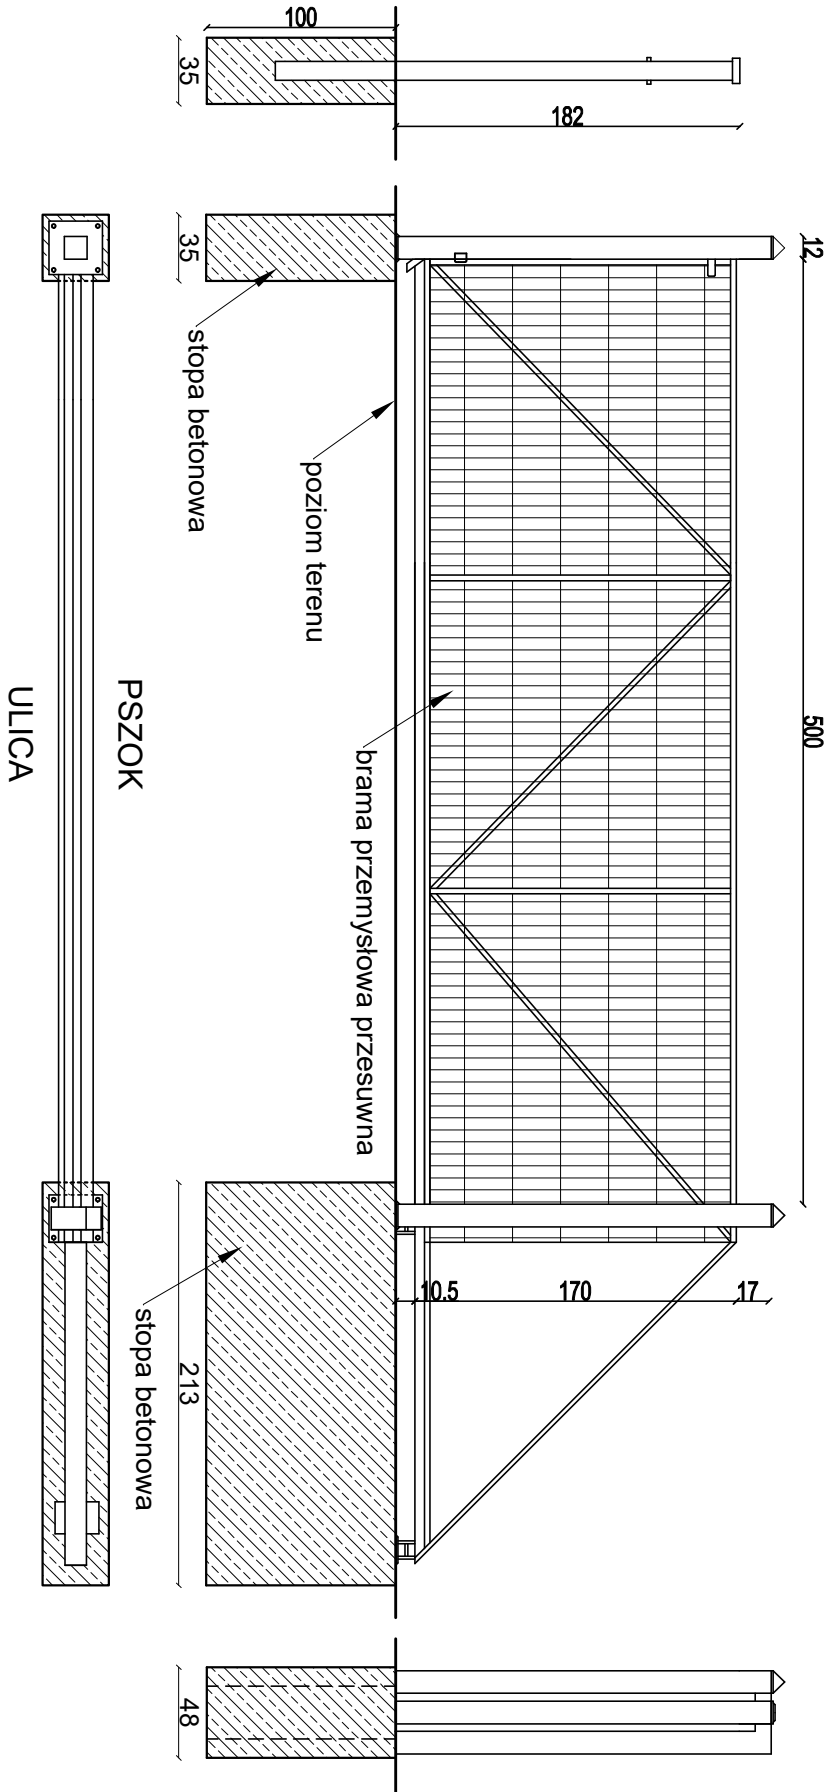 12
500
182
100
35
35
stopa betonowa
poziom terenu
brama przemysłowa przesuwna
10.5
170
17
213
stopa betonowa
48
PSZOK
ULICA